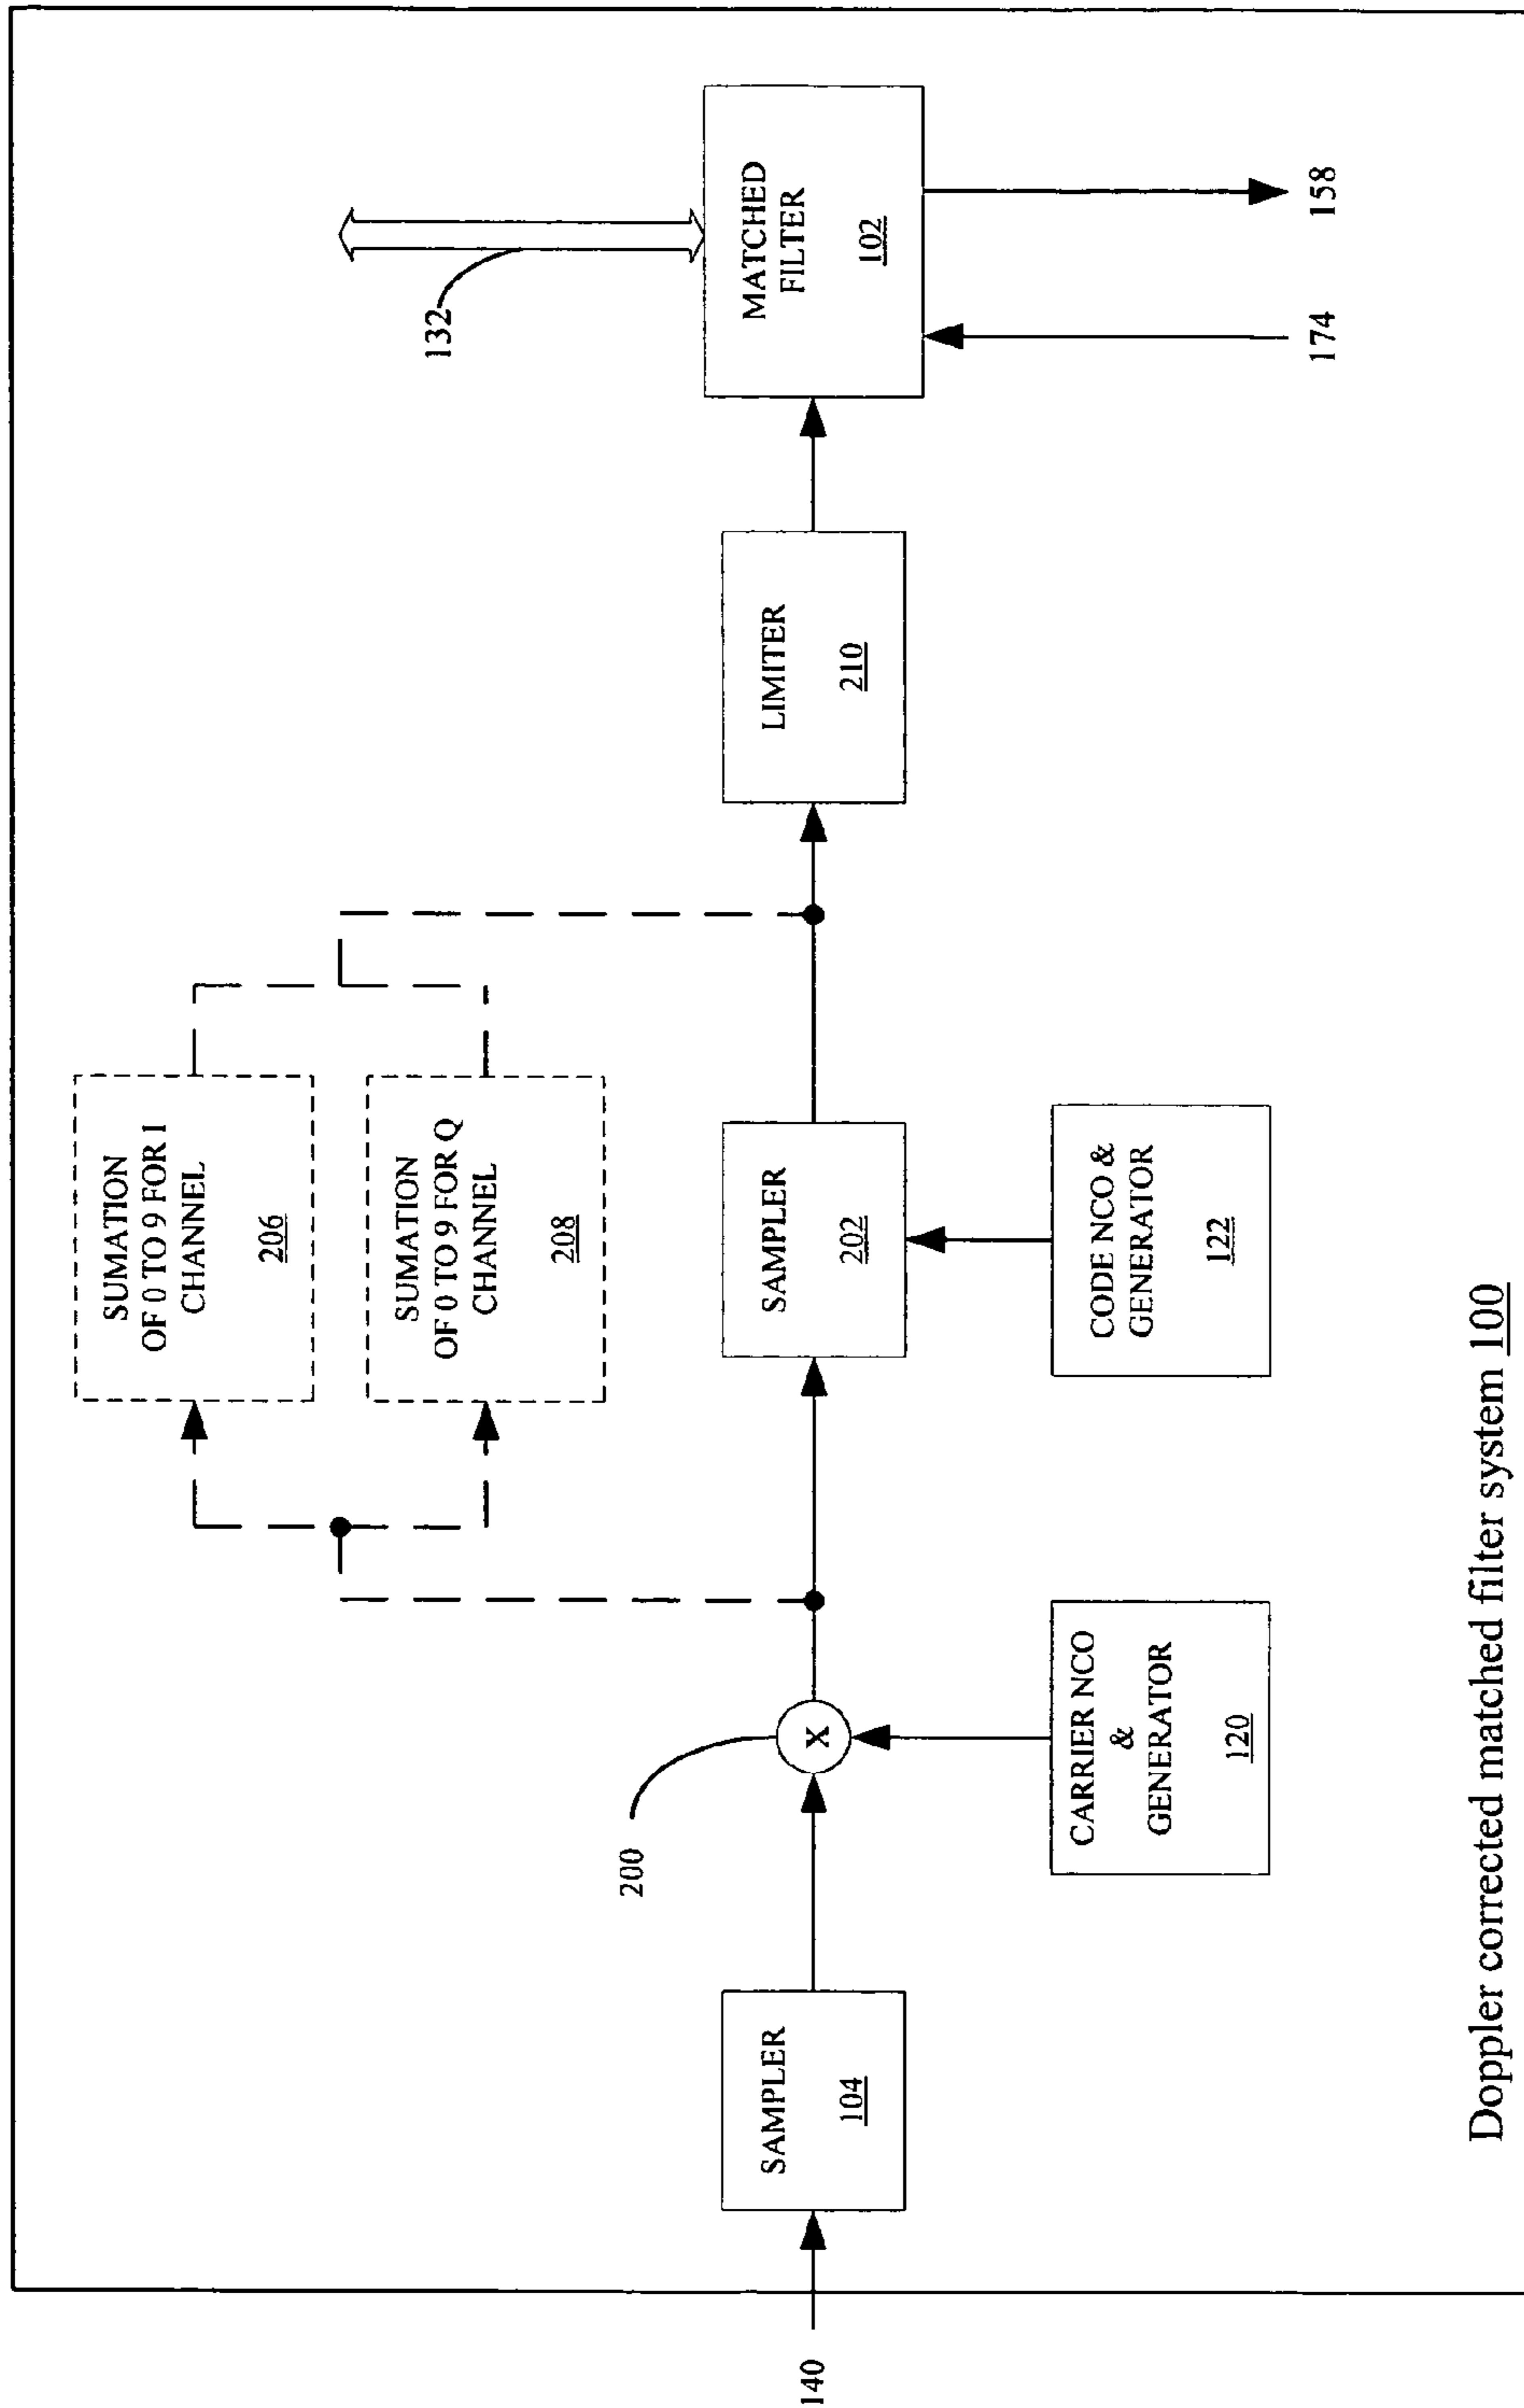 SUMATION
OF 0 TO 9 FOR I
CHANNEL
206
SUMATION
OF 0 TO 9 FOR Q
CHANNEL
208
132
200
140
SAMPLER
104
X
SAMPLER
202
LIMITER
210
MATCHED
FILTER
102
CARRIER NCO
&
GENERATOR
120
CODE NCO &
GENERATOR
122
174
158
Doppler corrected matched filter system 100